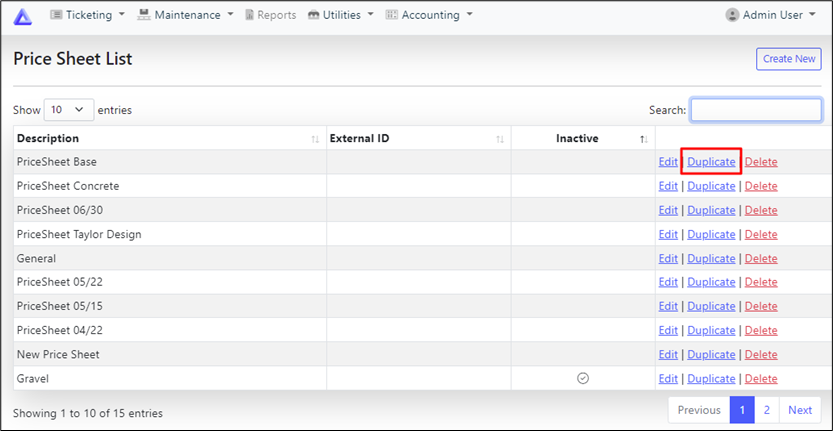 Ticketing Maintenance Reports Utilities Accounting Admin User
Price Sheet List Create New
Show 10 entries Search:
Description External ID Inactive
PriceSheet Base Edit | Duplicate | Delete
PriceSheet Concrete Edit | Duplicate | Delete
PriceSheet 06/30 Edit | Duplicate | Delete
PriceSheet Taylor Design Edit | Duplicate | Delete
General Edit | Duplicate | Delete
PriceSheet 05/22 Edit | Duplicate | Delete
PriceSheet 05/15 Edit | Duplicate | Delete
PriceSheet 04/22 Edit | Duplicate | Delete
New Price Sheet Edit | Duplicate | Delete
Gravel Edit | Duplicate | Delete
Showing 1 to 10 of 15 entries Previous 1 2 Next